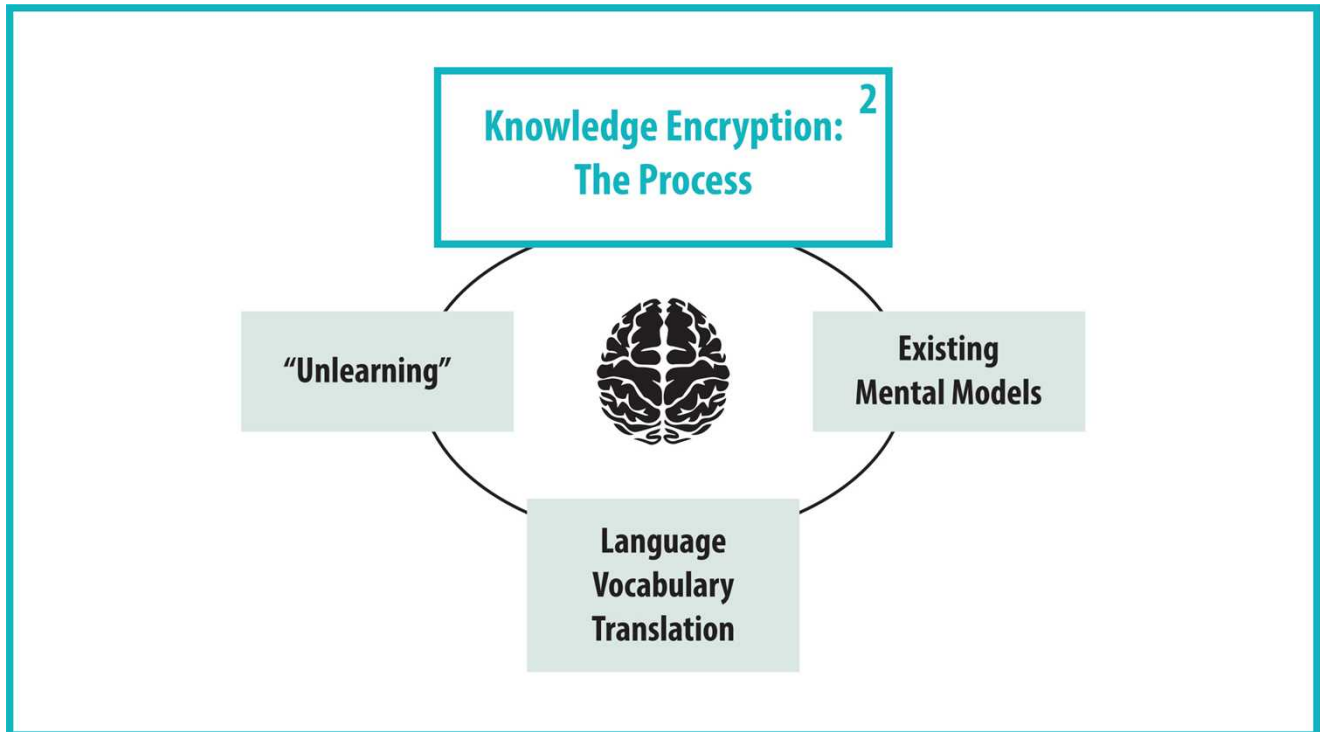 Knowledge Encryption: 2
The Process
“Unlearning”
Existing
Mental Models
Language
Vocabulary
Translation